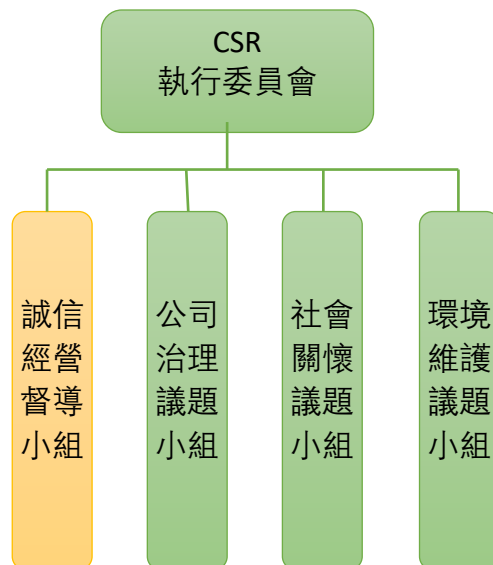 CSR
執行委員會
誠信
經營
督導
小組
公司
治理
議題
小組
社會
關懷
議題
小組
環境
維護
議題
小組